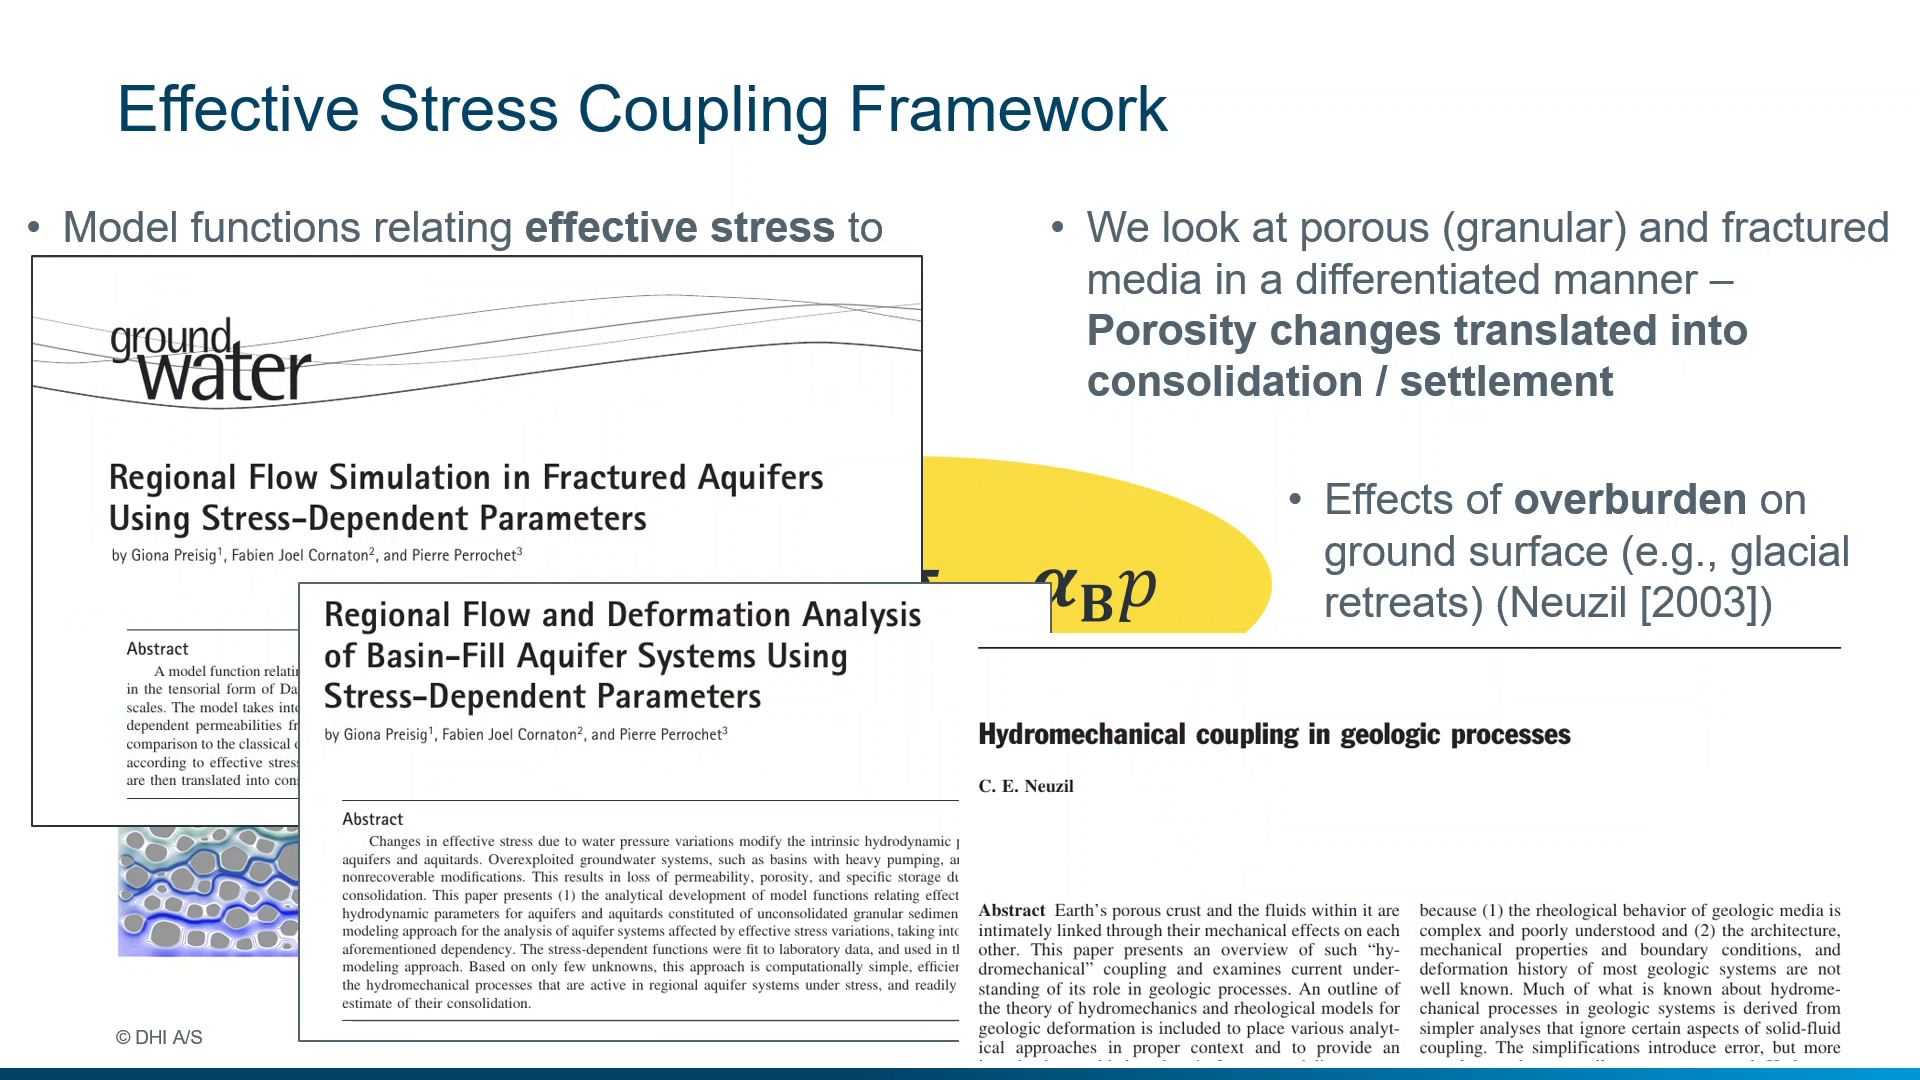 Effective Stress Coupling Framework
• Model functions relating effective stress to
ground
water
Regional Flow Simulation in Fractured Aquifers
Using Stress-Dependent Parameters
by Giona Preisig1, Fabien Joel Cornaton2, and Pierre Perrochet3
Abstract
A model function
in the tensorial form of
scales. The model takes
dependent permeabilities
comparison to the classical
according to effective
are then translated into
Regional Flow and Deformation Analysis
of Basin-Fill Aquifer Systems Using
Stress-Dependent Parameters
by Giona Preisig1, Fabien Joel Cornaton2, and Pierre Perrochet3
Abstract
Changes in effective stress due to water pressure variations modify the intrinsic hydrodynamic
aquifers and aquitards. Overexploited groundwater systems, such as basins with heavy pumping,
nonrecoverable modifications. This results in loss of permeability, porosity, and specific storage
consolidation. This paper presents (1) the analytical development of model functions relating
hydrodynamic parameters for aquifers and aquitards constituted of unconsolidated granular
modeling approach for the analysis of aquifer systems affected by effective stress variations, taking
aforementioned dependency. The stress-dependent functions were fit to laboratory data, and used in
modeling approach. Based on only few unknowns, this approach is computationally simple,
the hydromechanical processes that are active in regional aquifer systems under stress, and readily
estimate of their consolidation.
© DHI A/S
• We look at porous (granular) and fractured
media in a differentiated manner –
Porosity changes translated into
consolidation / settlement
αBp
• Effects of overburden on
ground surface (e.g., glacial
retreats) (Neuzil [2003])
Hydromechanical coupling in geologic processes
C. E. Neuzil
Abstract Earth's porous crust and the fluids within it are
intimately linked through their mechanical effects on each
other. This paper presents an overview of such “hy-
dromechanical” coupling and examines current under-
standing of its role in geologic processes. An outline of
the theory of hydromechanics and rheological models for
geologic deformation is included to place various analyt-
ical approaches in proper context and to provide an
because (1) the rheological behavior of geologic media is
complex and poorly understood and (2) the architecture,
mechanical properties and boundary conditions, and
deformation history of most geologic systems are not
well known. Much of what is known about hydrome-
chanical processes in geologic systems is derived from
simpler analyses that ignore certain aspects of solid-fluid
coupling. The simplifications introduce error, but more